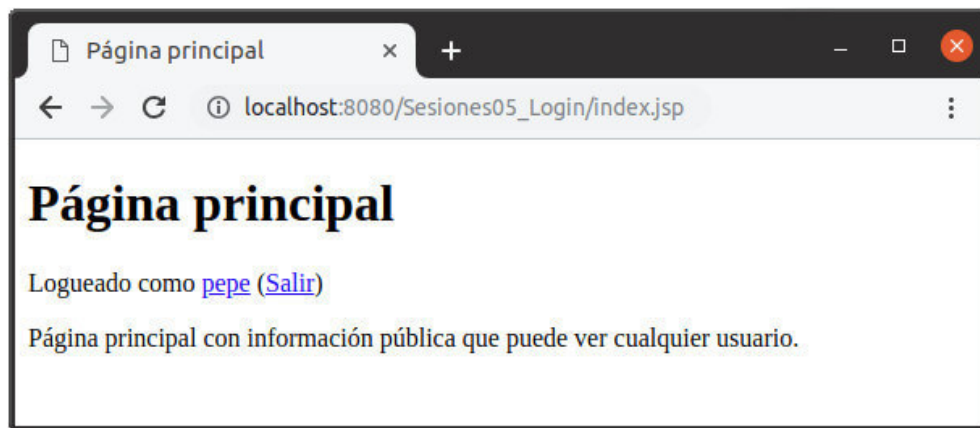 Página principal
localhost:8080/Sesiones05_Login/index.jsp
Página principal
Logueado como pepe (Salir)
Página principal con información pública que puede ver cualquier usuario.